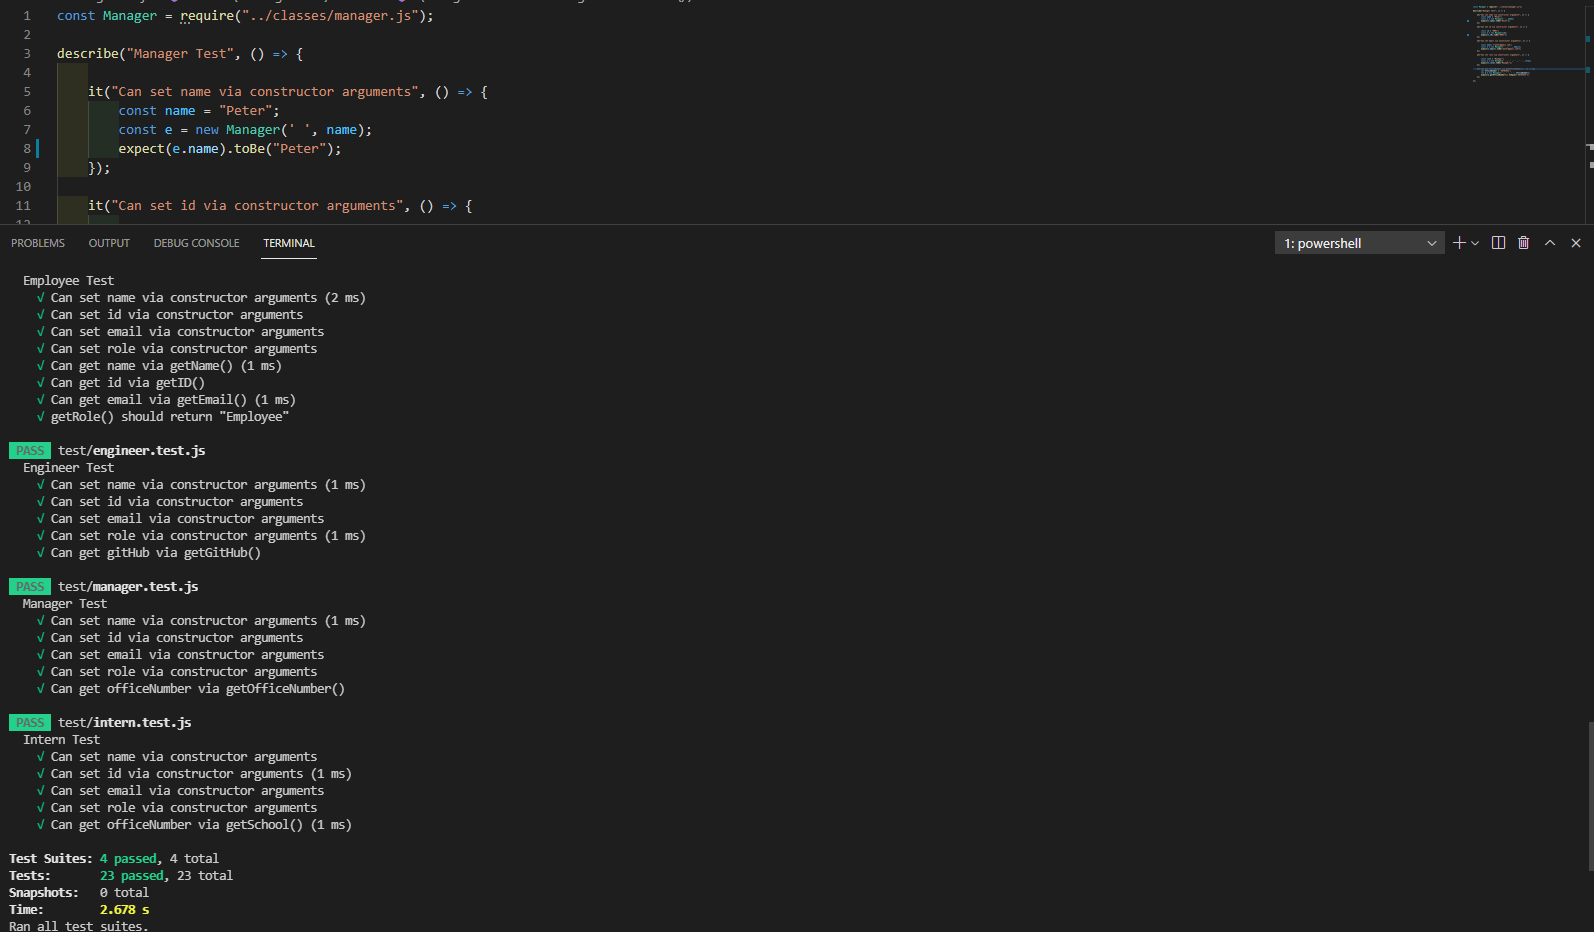 1 const Manager = require("../classes/manager.js");
2
3 describe("Manager Test", () => {
4
5 it("Can set name via constructor arguments", () => {
6 const name = "Peter";
7 const e = new Manager(' ', name);
8 expect(e.name).toBe("Peter");
9 });
10
11 it("Can set id via constructor arguments", () => {
PROBLEMS OUTPUT DEBUG CONSOLE TERMINAL 1: powershell
Employee Test
√ Can set name via constructor arguments (2 ms)
√ Can set id via constructor arguments
√ Can set email via constructor arguments
√ Can set role via constructor arguments
√ Can get name via getName() (1 ms)
√ Can get id via getID()
√ Can get email via getEmail() (1 ms)
√ getRole() should return "Employee"
PASS test/engineer.test.js
Engineer Test
√ Can set name via constructor arguments (1 ms)
√ Can set id via constructor arguments
√ Can set email via constructor arguments
√ Can set role via constructor arguments (1 ms)
√ Can get gitHub via getGitHub()
PASS test/manager.test.js
Manager Test
√ Can set name via constructor arguments (1 ms)
√ Can set id via constructor arguments
√ Can set email via constructor arguments
√ Can set role via constructor arguments
√ Can get officeNumber via getOfficeNumber()
PASS test/intern.test.js
Intern Test
√ Can set name via constructor arguments
√ Can set id via constructor arguments (1 ms)
√ Can set email via constructor arguments
√ Can set role via constructor arguments
√ Can get officeNumber via getSchool() (1 ms)
Test Suites: 4 passed, 4 total
Tests: 23 passed, 23 total
Snapshots: 0 total
Time: 2.678 s
Ran all test suites.